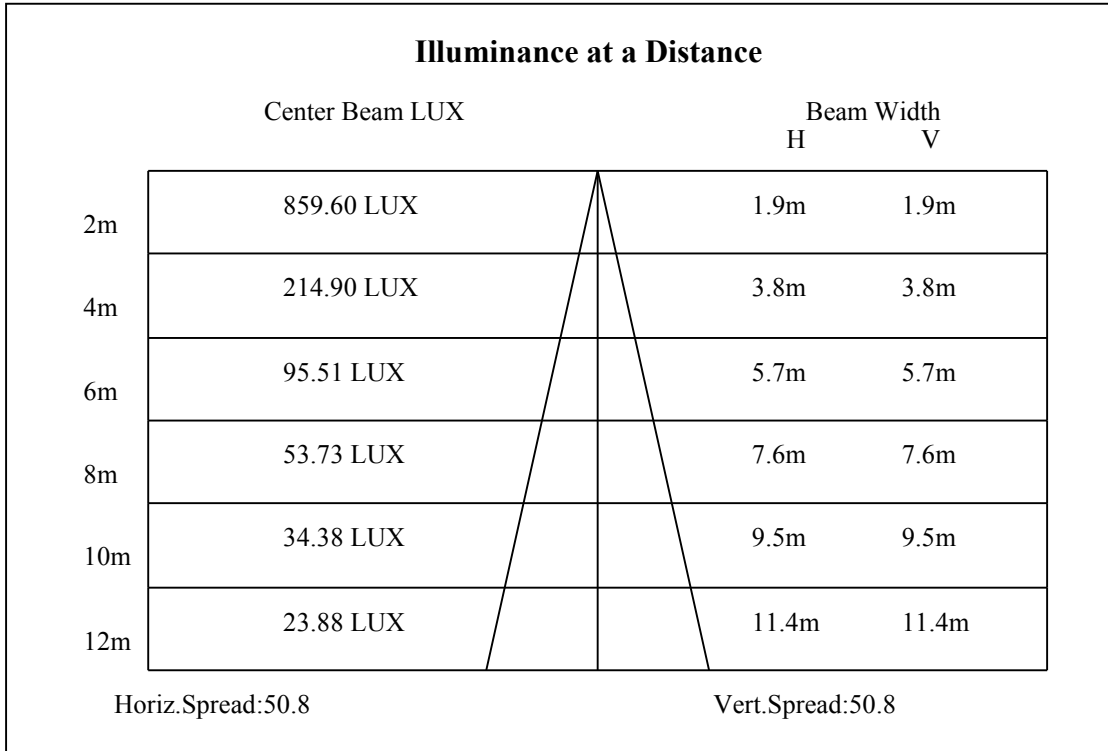 Illuminance at a Distance
Center Beam LUX Beam Width
H V
2m 859.60 LUX 1.9m 1.9m
4m 214.90 LUX 3.8m 3.8m
6m 95.51 LUX 5.7m 5.7m
8m 53.73 LUX 7.6m 7.6m
10m 34.38 LUX 9.5m 9.5m
12m 23.88 LUX 11.4m 11.4m
Horiz.Spread:50.8 Vert.Spread:50.8